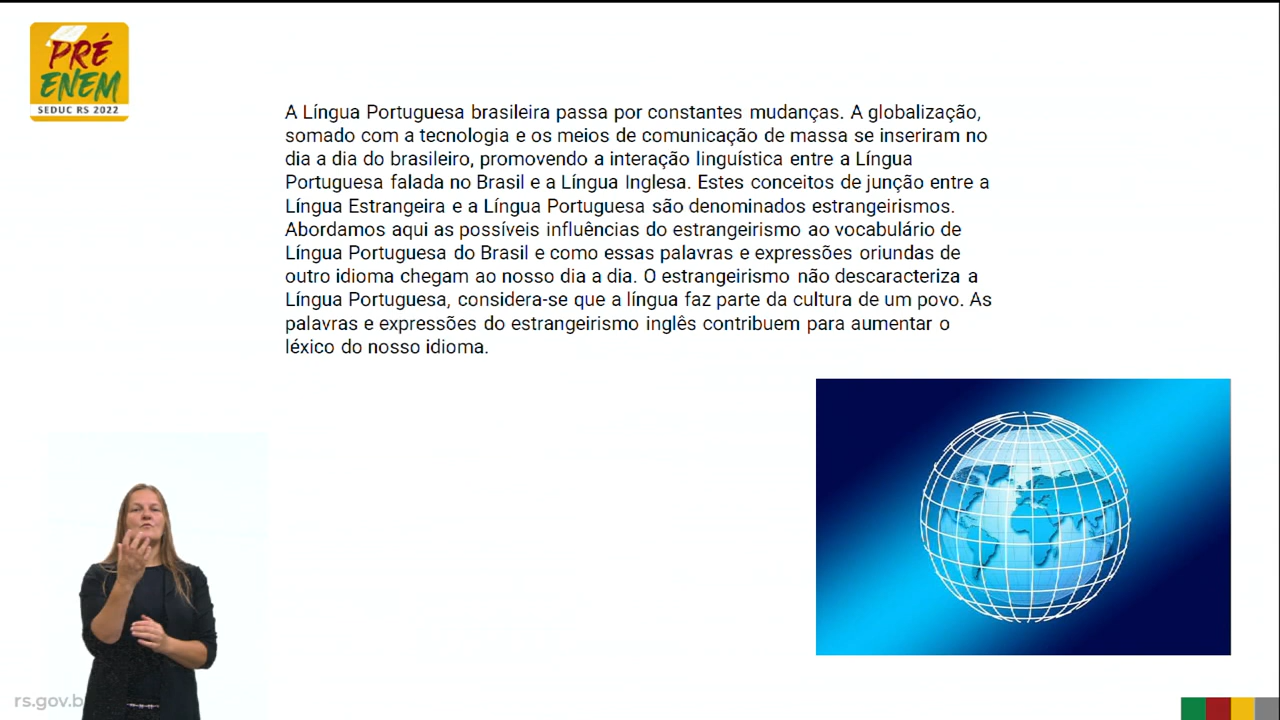 PRÉ
ENEM
SEDUC RS 2022
A Língua Portuguesa brasileira passa por constantes mudanças. A globalização,
somado com a tecnologia e os meios de comunicação de massa se inseriram no
dia a dia do brasileiro, promovendo a interação linguística entre a Língua
Portuguesa falada no Brasil e a Língua Inglesa. Estes conceitos de junção entre a
Língua Estrangeira e a Língua Portuguesa são denominados estrangeirismos.
Abordamos aqui as possíveis influências do estrangeirismo ao vocabulário de
Língua Portuguesa do Brasil e como essas palavras e expressões oriundas de
outro idioma chegam ao nosso dia a dia. O estrangeirismo não descaracteriza a
Língua Portuguesa, considera-se que a língua faz parte da cultura de um povo. As
palavras e expressões do estrangeirismo inglês contribuem para aumentar o
léxico do nosso idioma.
rs.gov.b